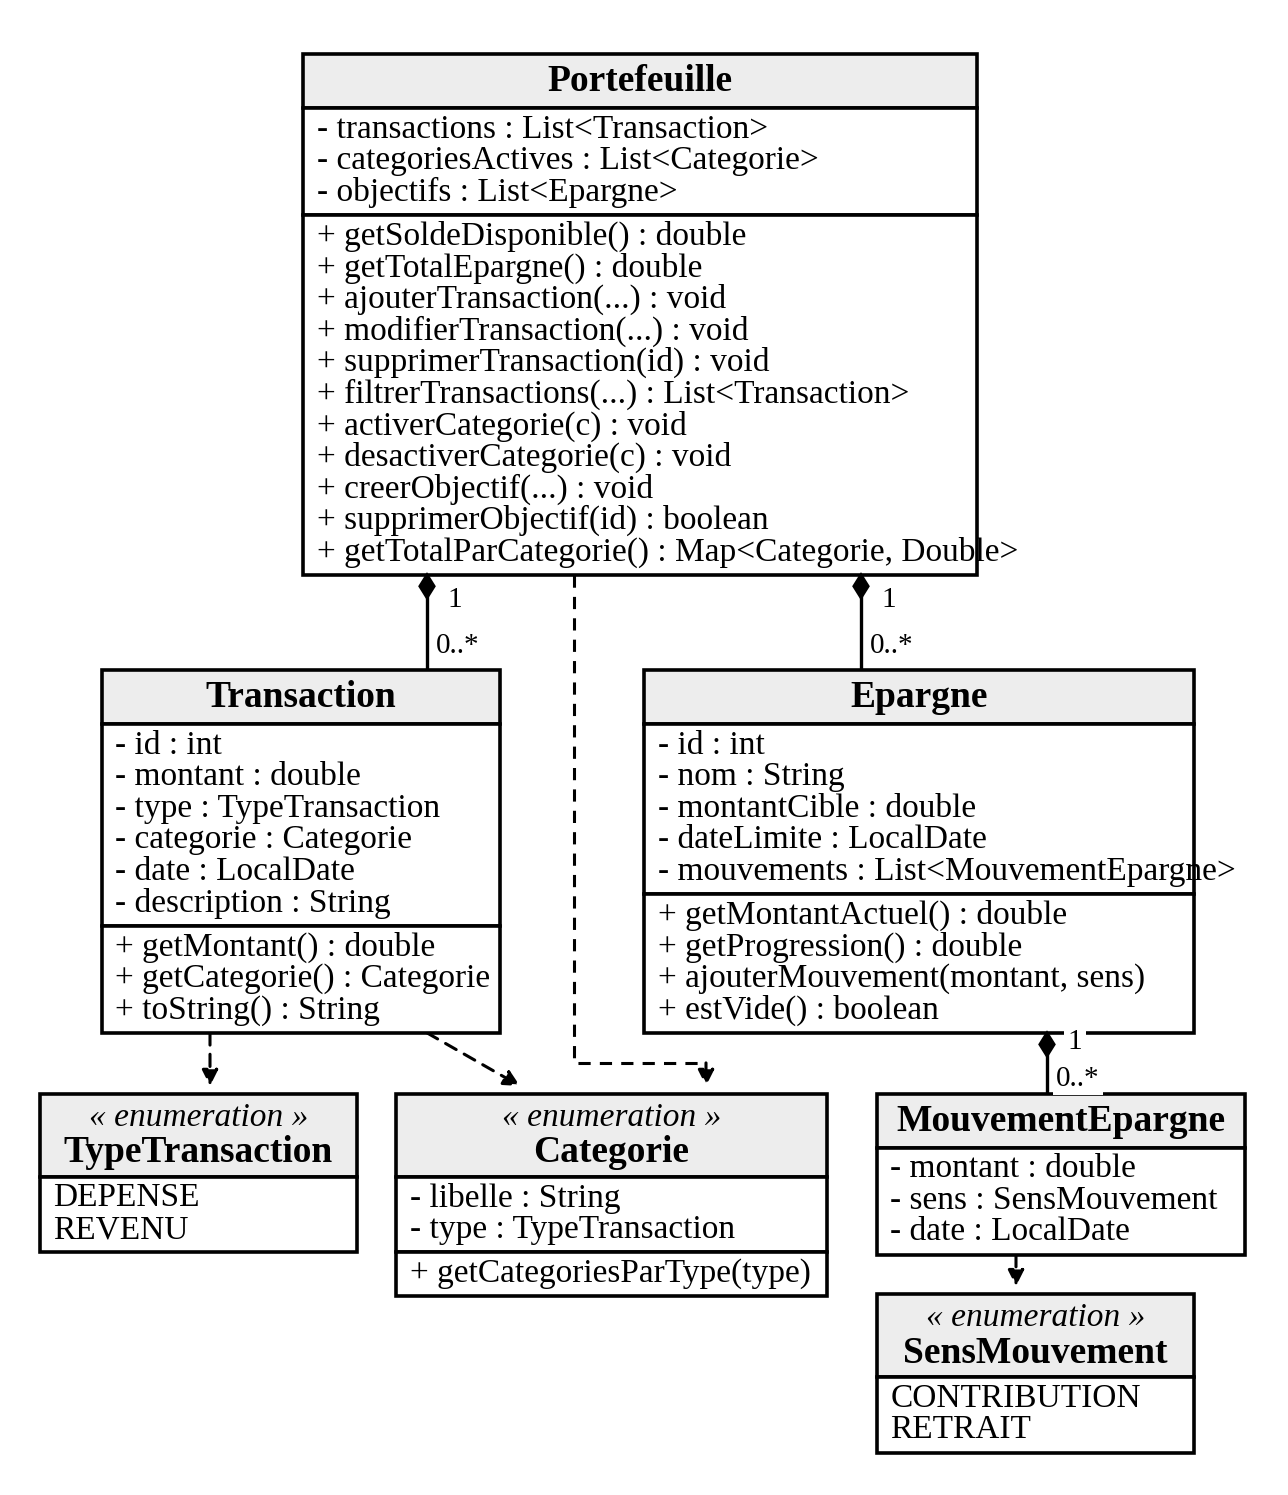 Portefeuille
- transactions : List<Transaction>
- categoriesActives : List<Categorie>
- objectifs : List<Epargne>
+ getSoldeDisponible() : double
+ getTotalEpargne() : double
+ ajouterTransaction(...) : void
+ modifierTransaction(...) : void
+ supprimerTransaction(id) : void
+ filtrerTransactions(...) : List<Transaction>
+ activerCategorie(c) : void
+ desactiverCategorie(c) : void
+ creerObjectif(...) : void
+ supprimerObjectif(id) : boolean
+ getTotalParCategorie() : Map<Categorie, Double>
1
0..*
1
0..*
Transaction
- id : int
- montant : double
- type : TypeTransaction
- categorie : Categorie
- date : LocalDate
- description : String
+ getMontant() : double
+ getCategorie() : Categorie
+ toString() : String
Epargne
- id : int
- nom : String
- montantCible : double
- dateLimite : LocalDate
- mouvements : List<MouvementEpargne>
+ getMontantActuel() : double
+ getProgression() : double
+ ajouterMouvement(montant, sens)
+ estVide() : boolean
1
0..*
« enumeration »
TypeTransaction
DEPENSE
REVENU
« enumeration »
Categorie
- libelle : String
- type : TypeTransaction
+ getCategoriesParType(type)
MouvementEpargne
- montant : double
- sens : SensMouvement
- date : LocalDate
« enumeration »
SensMouvement
CONTRIBUTION
RETRAIT